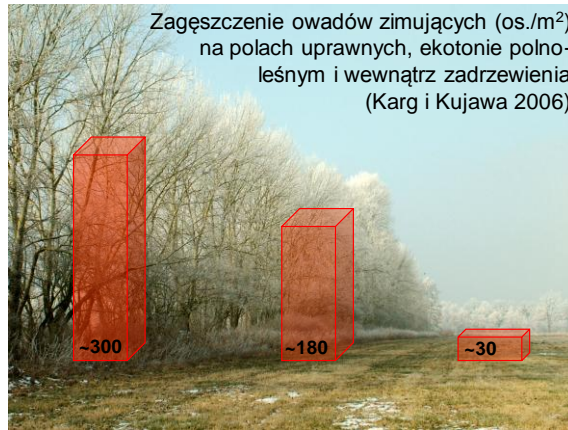 Zagęszczenie owadów zimujących (os./m²)
na polach uprawnych, ekotonie polno-
leśnym i wewnątrz zadrzewienia
(Karg i Kujawa 2006)
~300
~180
~30